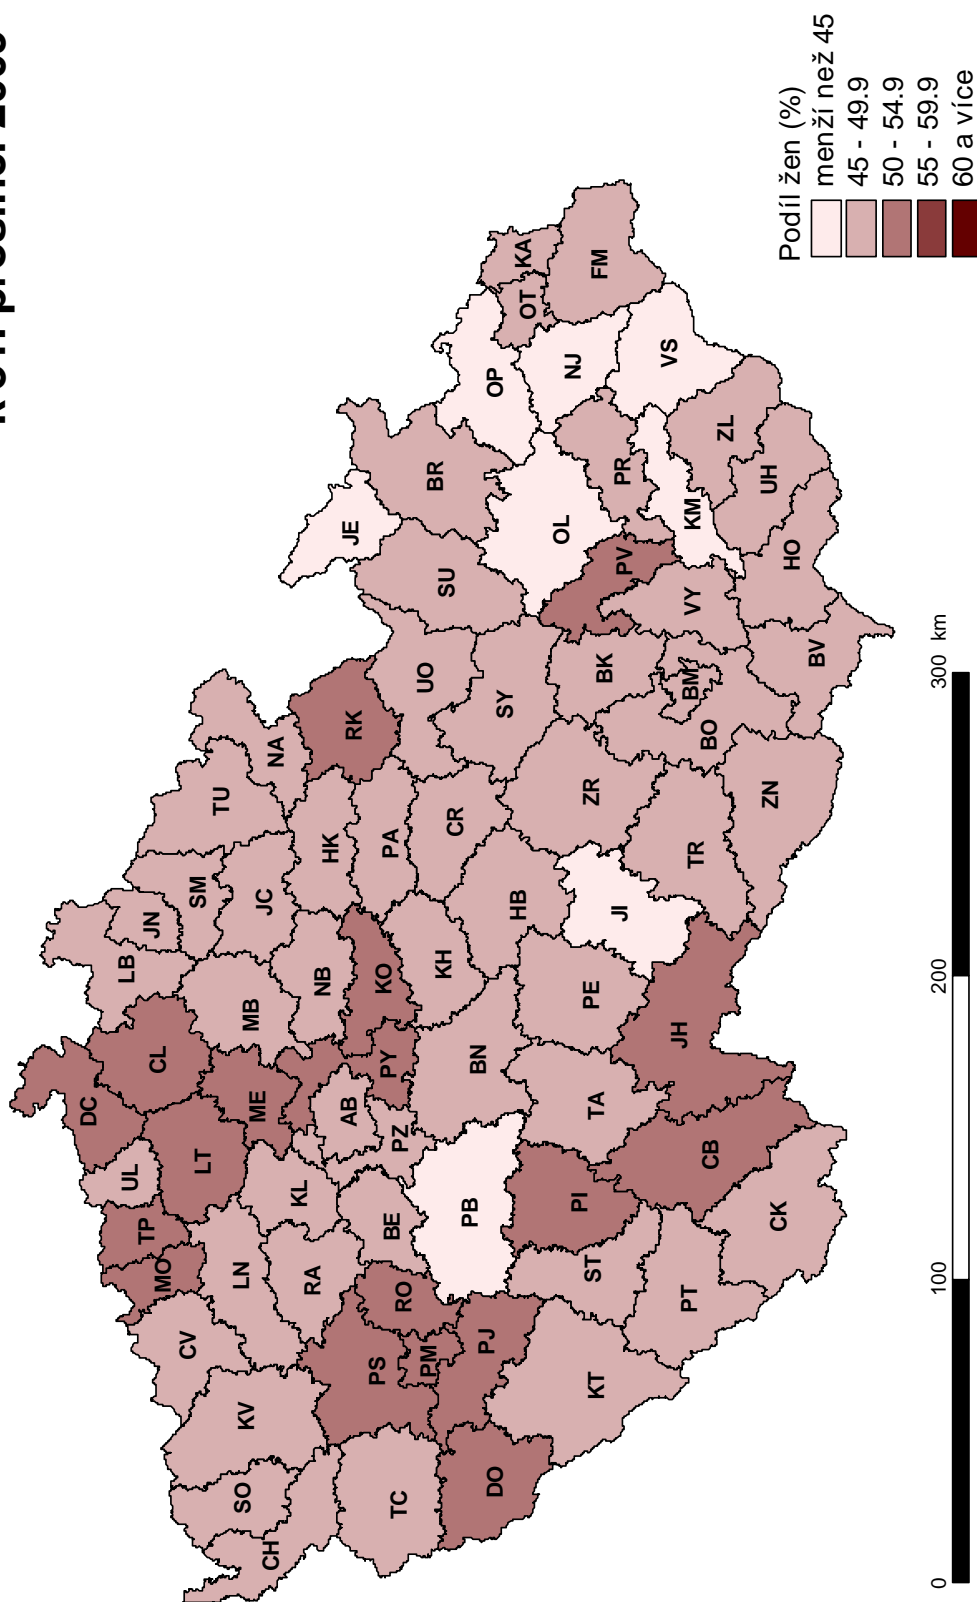 prosinci
DC
LB
UL
TP
JN
CL
MO
CV
SM
LT
TU
LN
SO
KV
MB
ME
JC
CH
NA
KL
RA
NB
HK
AB
JE
RK
PS
KO
PY
PA
BE
TC
PZ
RO
UO
PM
BR
KH
SU
CR
PB
BN
PJ
DO
OP
SY
HB
KA
OT
OL
NJ
PI
PE
ZR
ST
KT
TA
FM
BK
JI
PR
PV
VS
JH
PT
BM
KM
VY
TR
BO
CB
ZL
UH
ZN
CK
HO
BV
Podíl žen (%)
menží než 45
45 - 49.9
50 - 54.9
55 - 59.9
60 a více
0 100 200 300 km